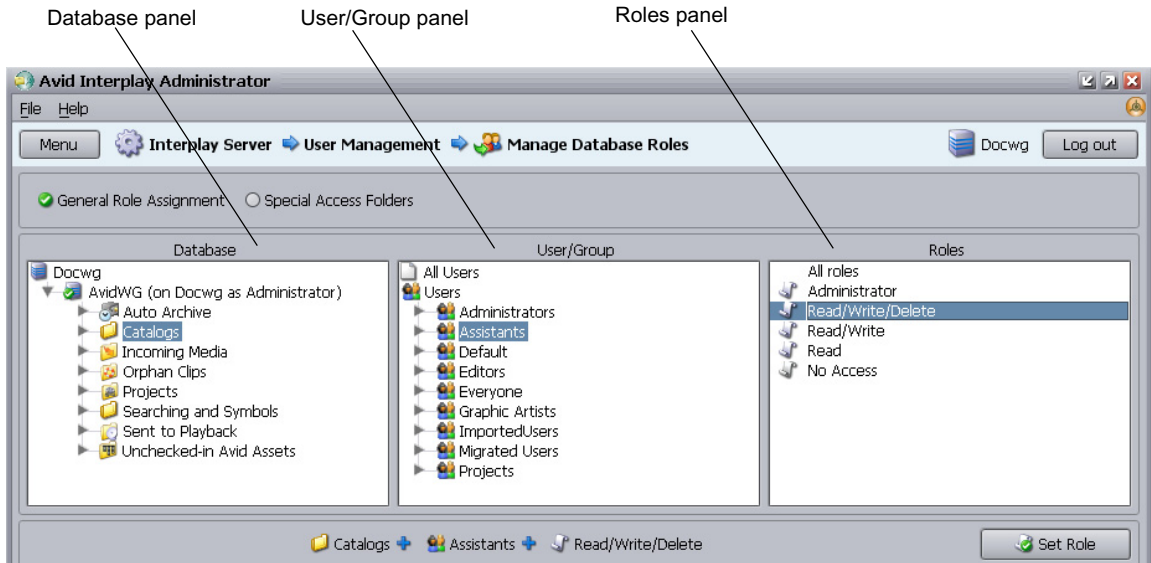 Database panel
User/Group panel
Roles panel
Avid Interplay Administrator
File Help
Menu
Interplay Server
User Management
Manage Database Roles
Docwg
Log out
General Role Assignment
Special Access Folders
Database
Docwg
AvidWG (on Docwg as Administrator)
Auto Archive
Catalogs
Incoming Media
Orphan Clips
Projects
Searching and Symbols
Sent to Playback
Unchecked-in Avid Assets
User/Group
All Users
Users
Administrators
Assistants
Default
Editors
Everyone
Graphic Artists
ImportedUsers
Migrated Users
Projects
Roles
All roles
Administrator
Read/Write/Delete
Read/Write
Read
No Access
Catalogs
Assistants
Read/Write/Delete
Set Role